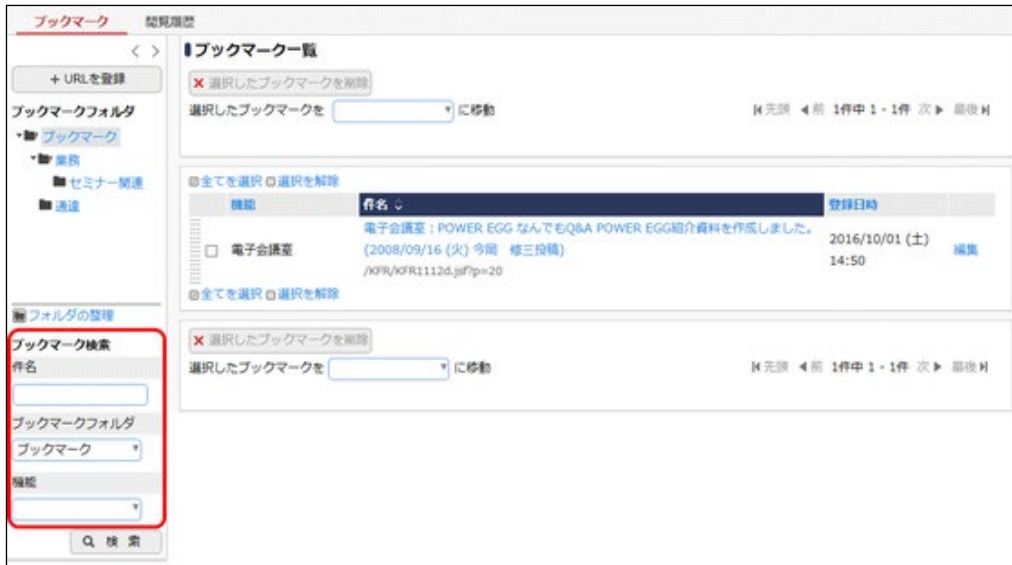 ブックマーク 閲覧履歴
+ URLを登録
ブックマークフォルダ
ブックマーク
業務
セミナー関連
通達
フォルダの整理
ブックマーク検索
件名
ブックマークフォルダ
ブックマーク
機能
検 索
ブックマーク一覧
選択したブックマークを削除
選択したブックマークを に移動 先頭 前 1件中 1 - 1件 次 最後
全てを選択 選択を解除
機能 件名 登録日時
電子会議室 電子会議室 : POWER EGG なんでもQ&A POWER EGG紹介資料を作成しました。
(2008/09/16 (火) 今岡 修三投稿)
/KFR/KFR1112d.jsf?p=20
2016/10/01 (土)
14:50
編集
全てを選択 選択を解除
選択したブックマークを削除
選択したブックマークを に移動 先頭 前 1件中 1 - 1件 次 最後